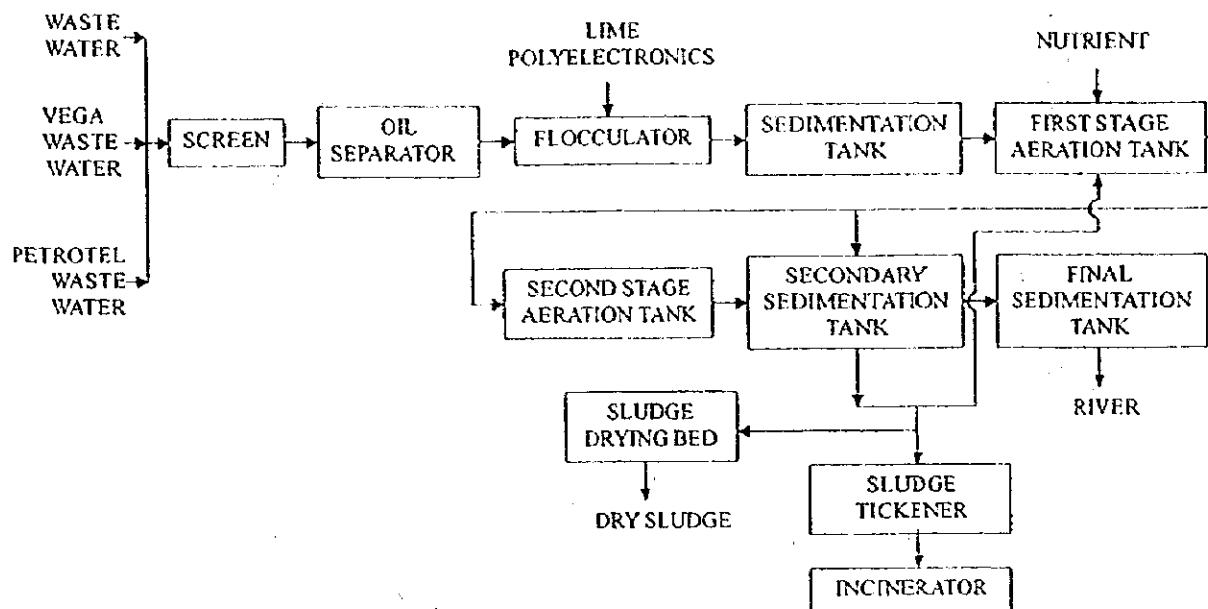 WASTE
WATER
VEGA
WASTE
WATER
PETROTEL
WASTE
WATER
SCREEN
OIL
SEPARATOR
LIME
POLYELECTRONICS
FLOCCULATOR
SEDIMENTATION
TANK
NUTRIENT
FIRST STAGE
AERATION TANK
SECOND STAGE
AERATION TANK
SECONDARY
SEDIMENTATION
TANK
FINAL
SEDIMENTATION
TANK
RIVER
SLUDGE
DRYING BED
DRY SLUDGE
SLUDGE
TICKENER
INCINERATOR